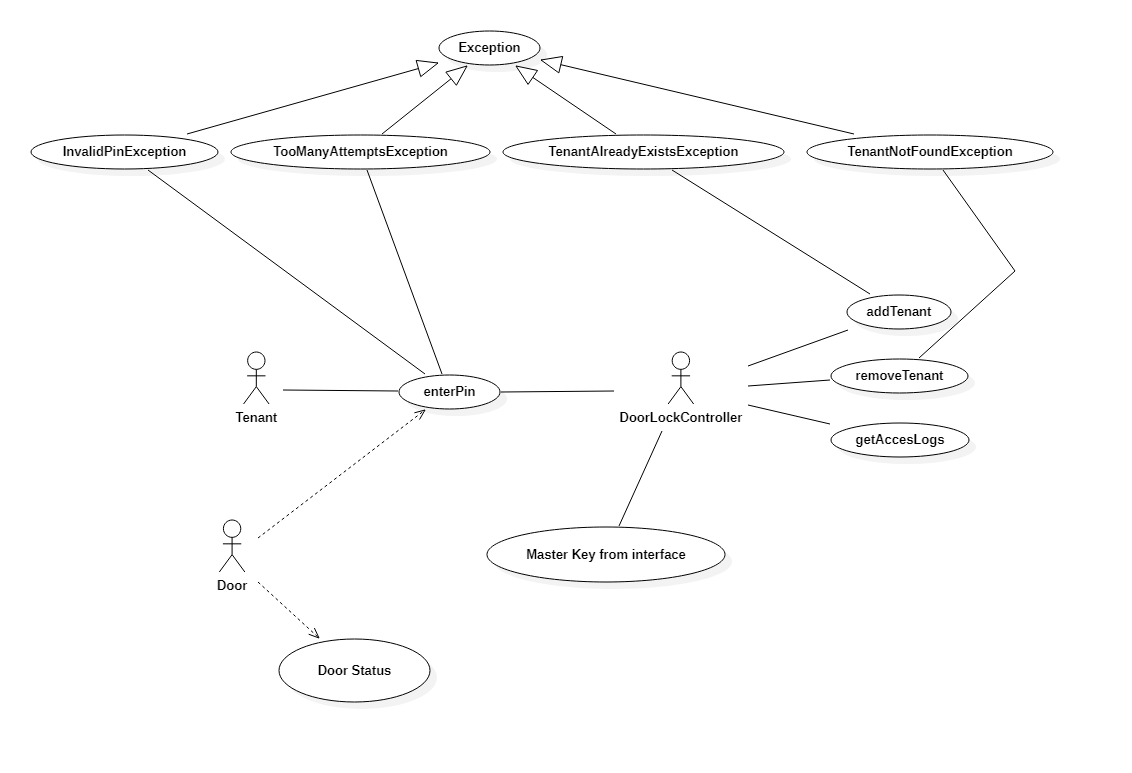 Exception
InvalidPinException
TooManyAttemptsException
TenantAlreadyExistsException
TenantNotFoundException
addTenant
removeTenant
enterPin
Tenant
DoorLockController
getAccesLogs
Master Key from interface
Door
Door Status